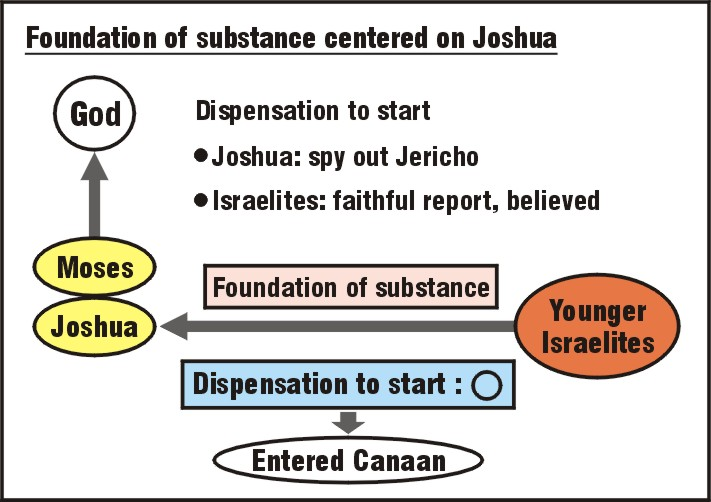 Foundation of substance centered on Joshua
God
Dispensation to start
●Joshua: spy out Jericho
●Israelites: faithful report, believed
Moses
Joshua
Foundation of substance
Younger
Israelites
Dispensation to start : ○
Entered Canaan